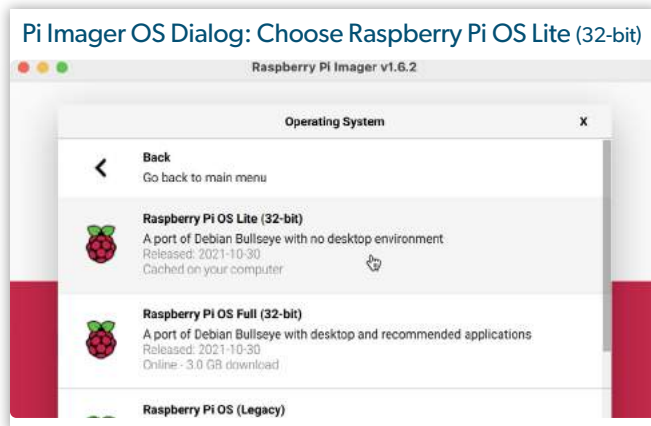 Pi Imager OS Dialog: Choose Raspberry Pi OS Lite (32-bit)
Raspberry Pi Imager v1.6.2
Operating System X
Back
Go back to main menu
Raspberry Pi OS Lite (32-bit)
A port of Debian Bullseye with no desktop environment
Released: 2021-10-30
Cached on your computer
Raspberry Pi OS Full (32-bit)
A port of Debian Bullseye with desktop and recommended applications
Released: 2021-10-30
Online - 3.0 GB download
Raspberry Pi OS (Legacy)